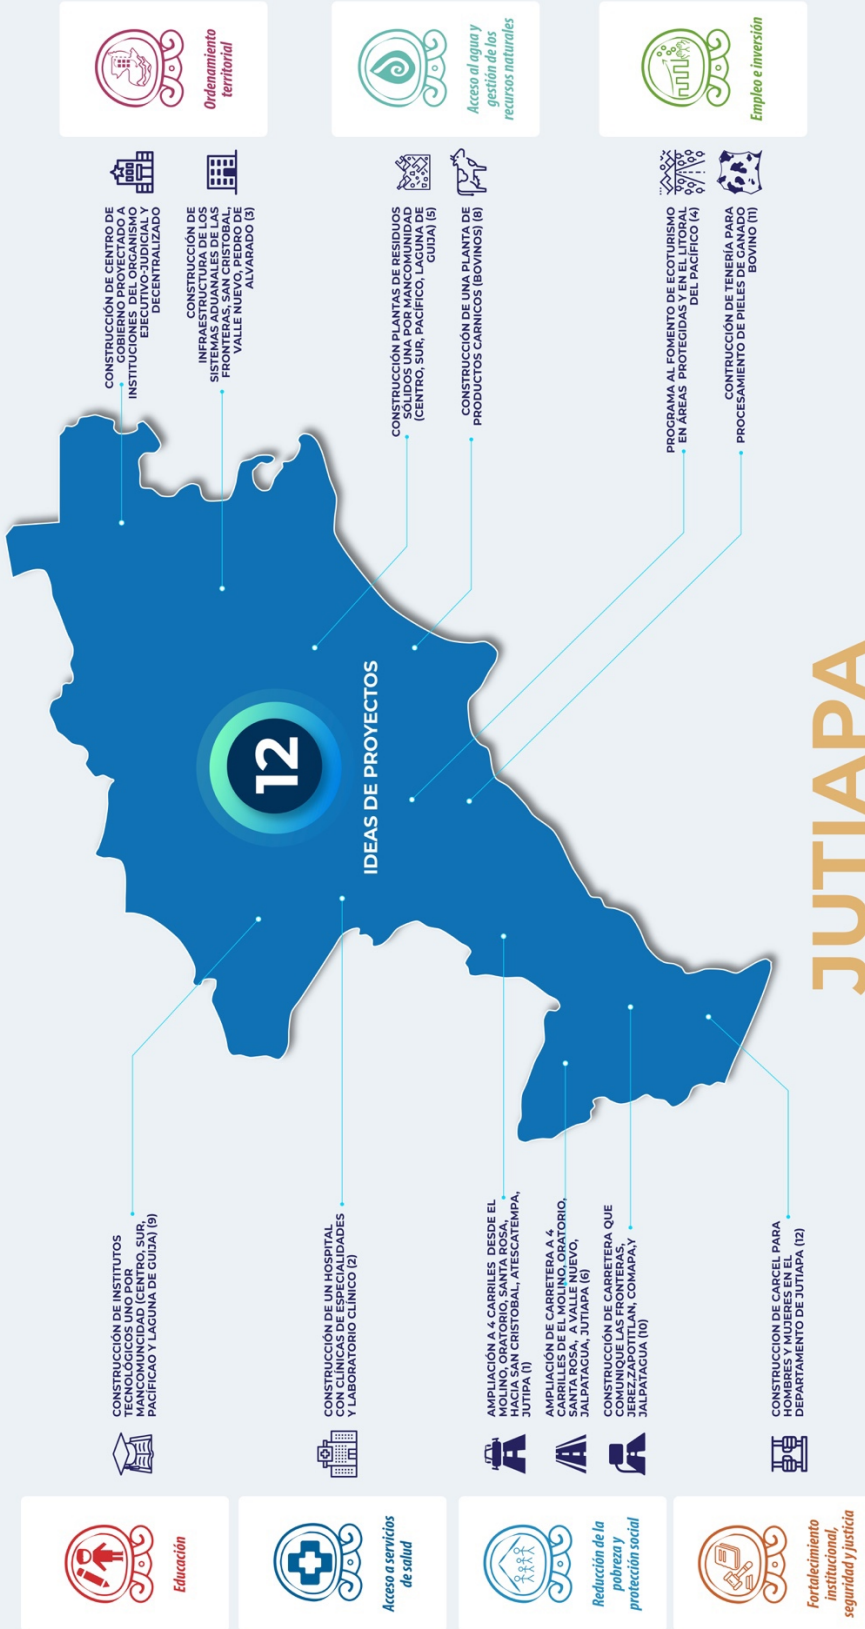 Educación
CONSTRUCCIÓN DE INSTITUTOS
TECNOLÓGICOS UNO POR
MANCOMUNCIDAD (CENTRO, SUR,
PACÍFICAO Y LAGUNA DE GUIJA) (9)
Acceso a servicios
de salud
CONSTRUCCIÓN DE UN HOSPITAL
CON CLÍNICAS DE ESPECIALIDADES
Y LABORATORIO CLÍNICO (2)
Reducción de la
pobreza y
protección social
AMPLIACIÓN A 4 CARRILES DESDE EL
MOLINO, ORATORIO, SANTA ROSA,
HACIA SAN CRISTOBAL, ATESCATEMPA,
JUTIPA (1)
AMPLIACIÓN DE CARRETERA A 4
CARRILLES DE EL MOLINO, ORATORIO,
SANTA ROSA, A VALLE NUEVO,
JALPATAGUA, JUTIAPA (6)
CONSTRUCCIÓN DE CARRETERA QUE
COMUNIQUE LAS FRONTERAS,
JEREZ,ZAPOTITLAN, COMAPA,Y
JALPATAGUA (10)
Fortalecimiento
institucional,
seguridad y justicia
CONSTRUCCION DE CARCEL PARA
HOMBRES Y MUJERES EN EL
DEPARTAMENTO DE JUTIAPA (12)
12
IDEAS DE PROYECTOS
CONSTRUCCIÓN DE CENTRO DE
GOBIERNO PROYECTADO A
INSTITUCIONES DEL ORGANISMO
EJECUTIVO-JUDICIAL Y
DECENTRALIZADO
CONSTRUCCIÓN DE
INFRAESTRUCTURA DE LOS
SISTEMAS ADUANALES DE LAS
FRONTERAS, SAN CRISTOBAL,
VALLE NUEVO, PEDRO DE
ALVARADO (3)
Ordenamiento
territorial
CONSTRUCCIÓN PLANTAS DE RESIDUOS
SÓLIDOS UNA POR MANCOMUNIDAD
(CENTRO, SUR, PACÍFICO, LAGUNA DE
GUIJA) (5)
CONSTRUCCIÓN DE UNA PLANTA DE
PRODUCTOS CARNICOS (BOVINOS) (8)
Acceso al agua y
gestión de los
recursos naturales
PROGRAMA AL FOMENTO DE ECOTURISMO
EN ÁREAS PROTEGIDAS Y EN EL LITORAL
DEL PACÍFICO (4)
CONTRUCCIÓN DE TENERÍA PARA
PROCESAMIENTO DE PIELES DE GANADO
BOVINO (11)
Empleo e inversión
JUTIAPA